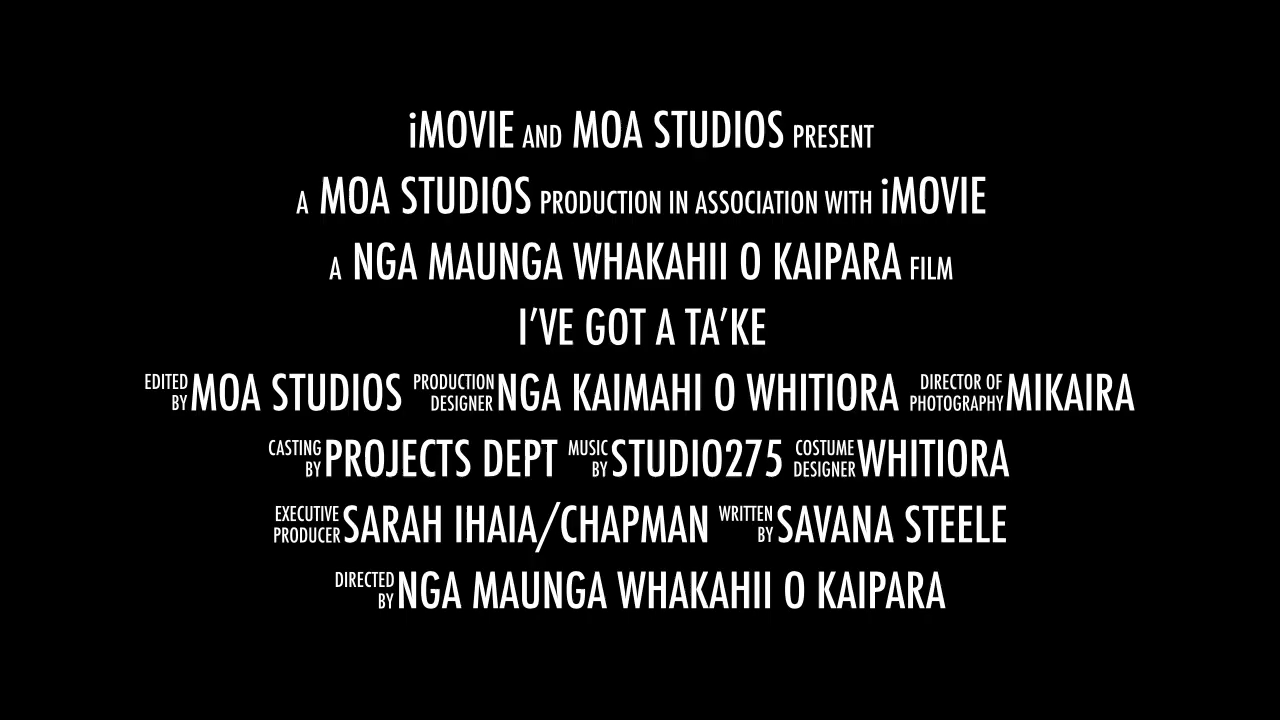 iMOVIE AND MOA STUDIOS PRESENT
A MOA STUDIOS PRODUCTION IN ASSOCIATION WITH iMOVIE
A NGA MAUNGA WHAKAHII O KAIPARA FILM
I’VE GOT A TA’KE
EDITED BY MOA STUDIOS PRODUCTION DESIGNER NGA KAIMAHI O WHITIORA DIRECTOR OF PHOTOGRAPHY MIKAIRA
CASTING BY PROJECTS DEPT MUSIC BY STUDIO275 COSTUME DESIGNER WHITIORA
EXECUTIVE PRODUCER SARAH IHAIA/CHAPMAN WRITTEN BY SAVANA STEELE
DIRECTED BY NGA MAUNGA WHAKAHII O KAIPARA